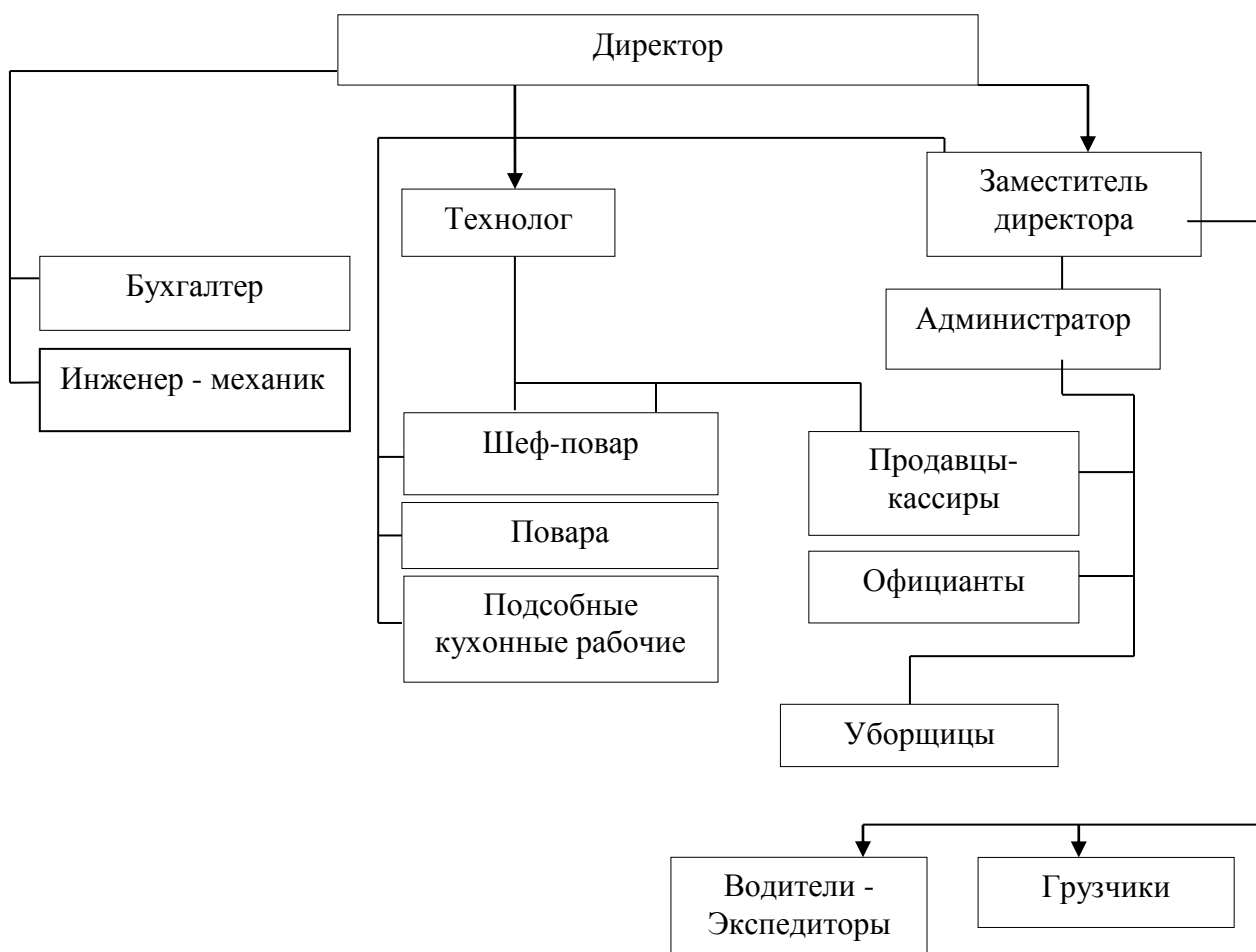 Директор
Заместитель
директора
Технолог
Бухгалтер
Администратор
Инженер - механик
Шеф-повар
Продавцы-
кассиры
Повара
Официанты
Подсобные
кухонные рабочие
Уборщицы
Водители -
Экспедиторы
Грузчики